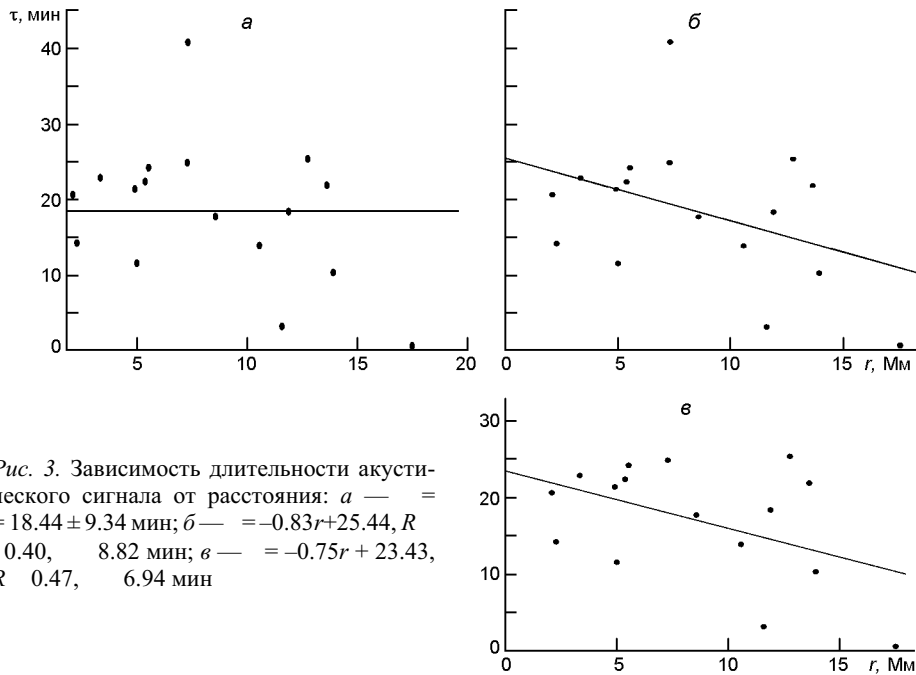 τ, мин
а
40
30
20
10
0
5
10
15
20
б
0
5
10
15
r, Мм
в
30
20
10
0
0
5
10
15
r, Мм
Рис. 3. Зависимость длительности акусти-
ческого сигнала от расстояния: а — =
= 18.44 ± 9.34 мин; б — = –0.83r+25.44, R
0.40, 8.82 мин; в — = –0.75r + 23.43,
R 0.47, 6.94 мин